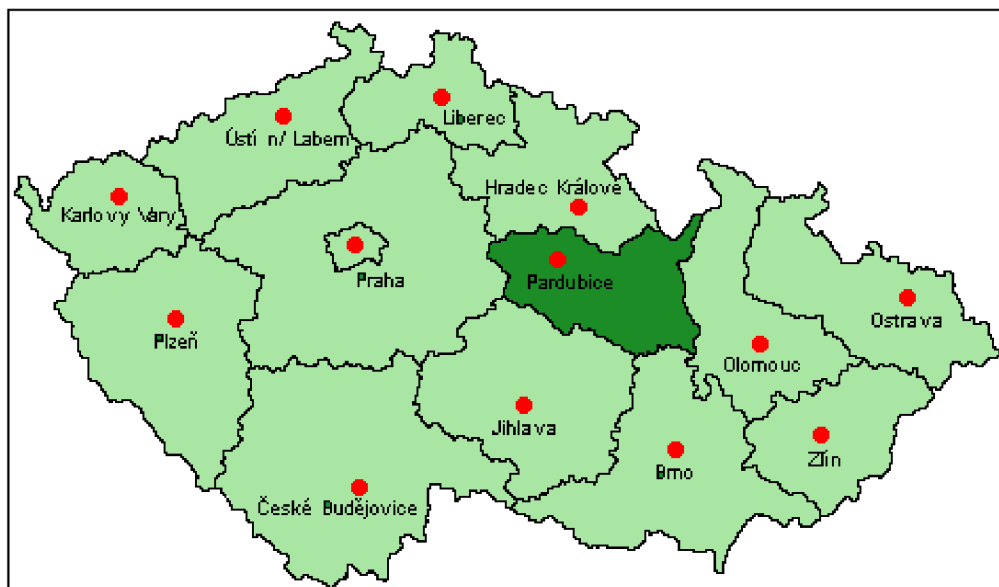 Liberec
Ústí n/ Labem
Hradec Králové
Karlovy Vary
Praha
Pardubice
Ostrava
Plzeň
Olomouc
Jihlava
Zlín
Brno
České Budějovice